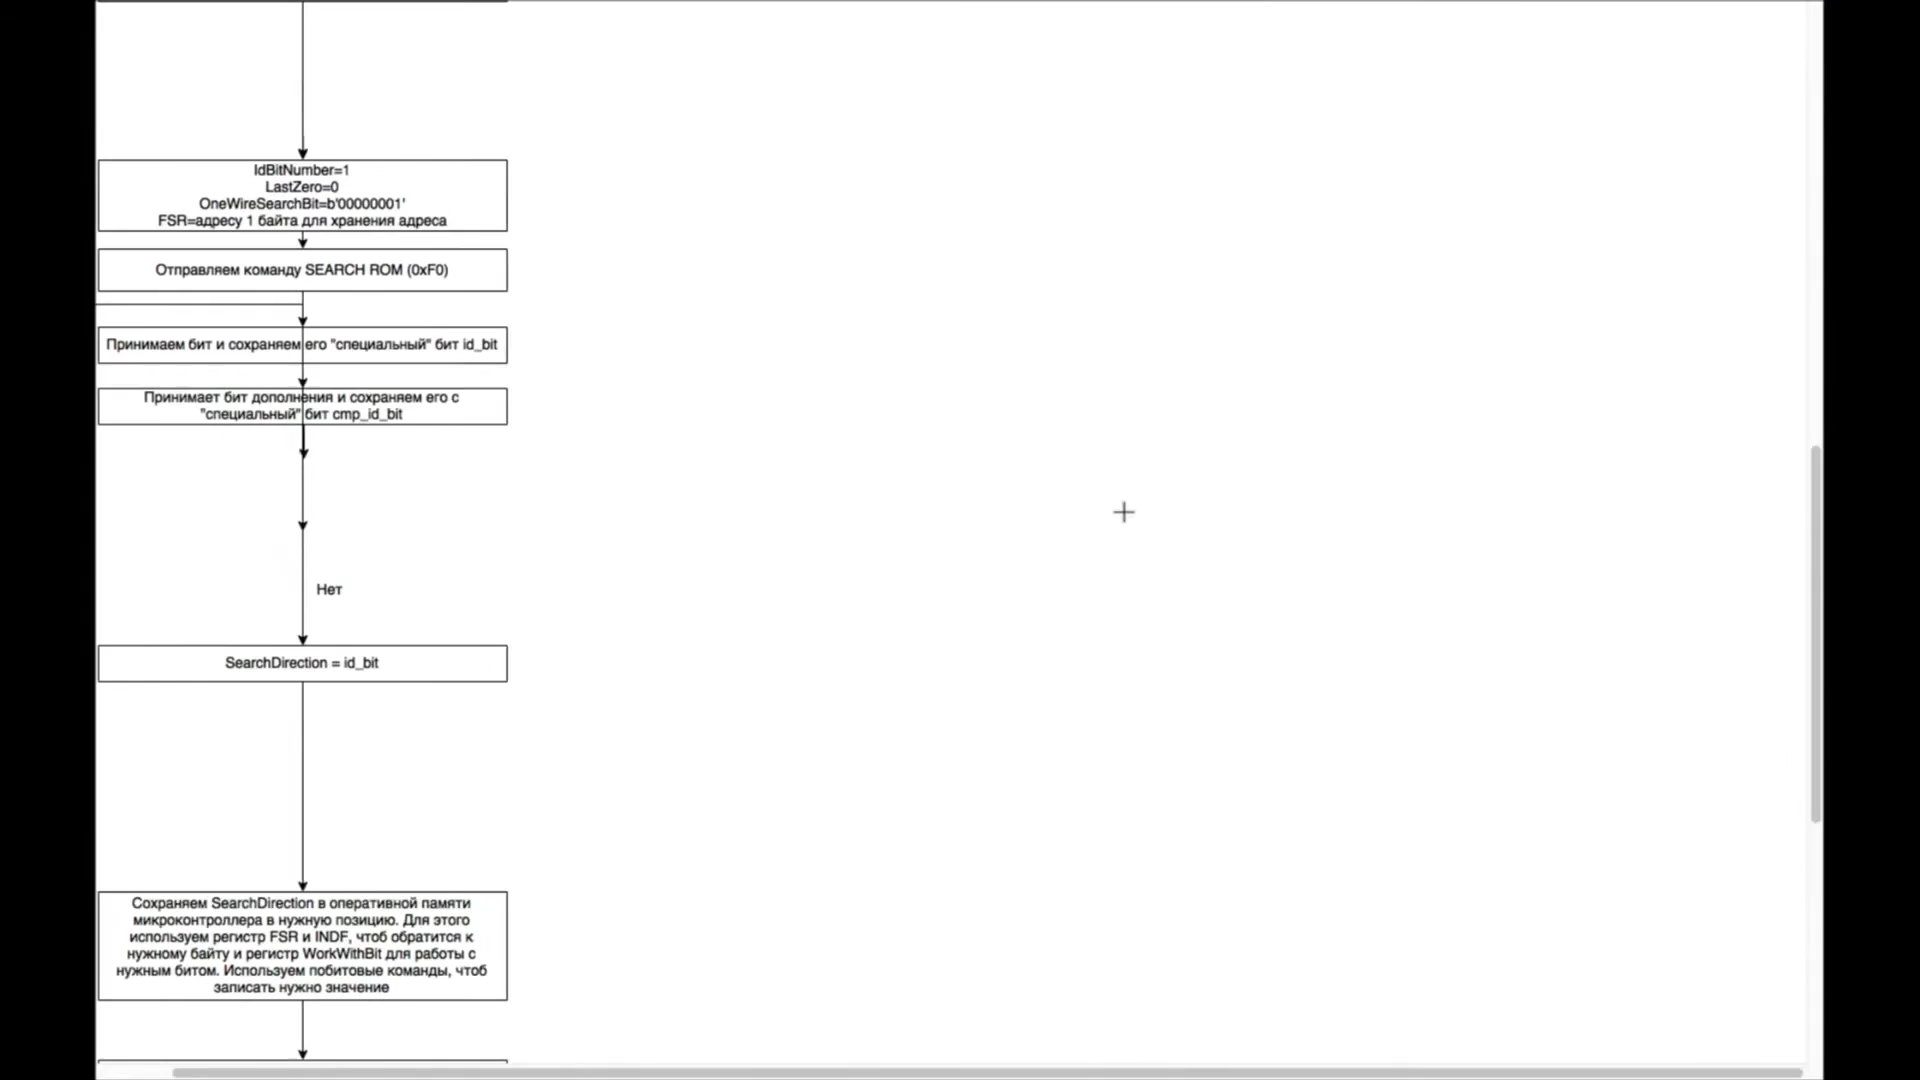 IdBitNumber=1
LastZero=0
OneWireSearchBit=b'00000001'
FSR=адресу 1 байта для хранения адреса
Отправляем команду SEARCH ROM (0xF0)
Принимаем бит и сохраняем его "специальный" бит id_bit
Принимает бит дополнения и сохраняем его с
"специальный" бит cmp_id_bit
Нет
SearchDirection = id_bit
Сохраняем SearchDirection в оперативной памяти
микроконтроллера в нужную позицию. Для этого
используем регистр FSR и INDF, чтоб обратится к
нужному байту и регистр WorkWithBit для работы с
нужным битом. Используем побитовые команды, чтоб
записать нужно значение